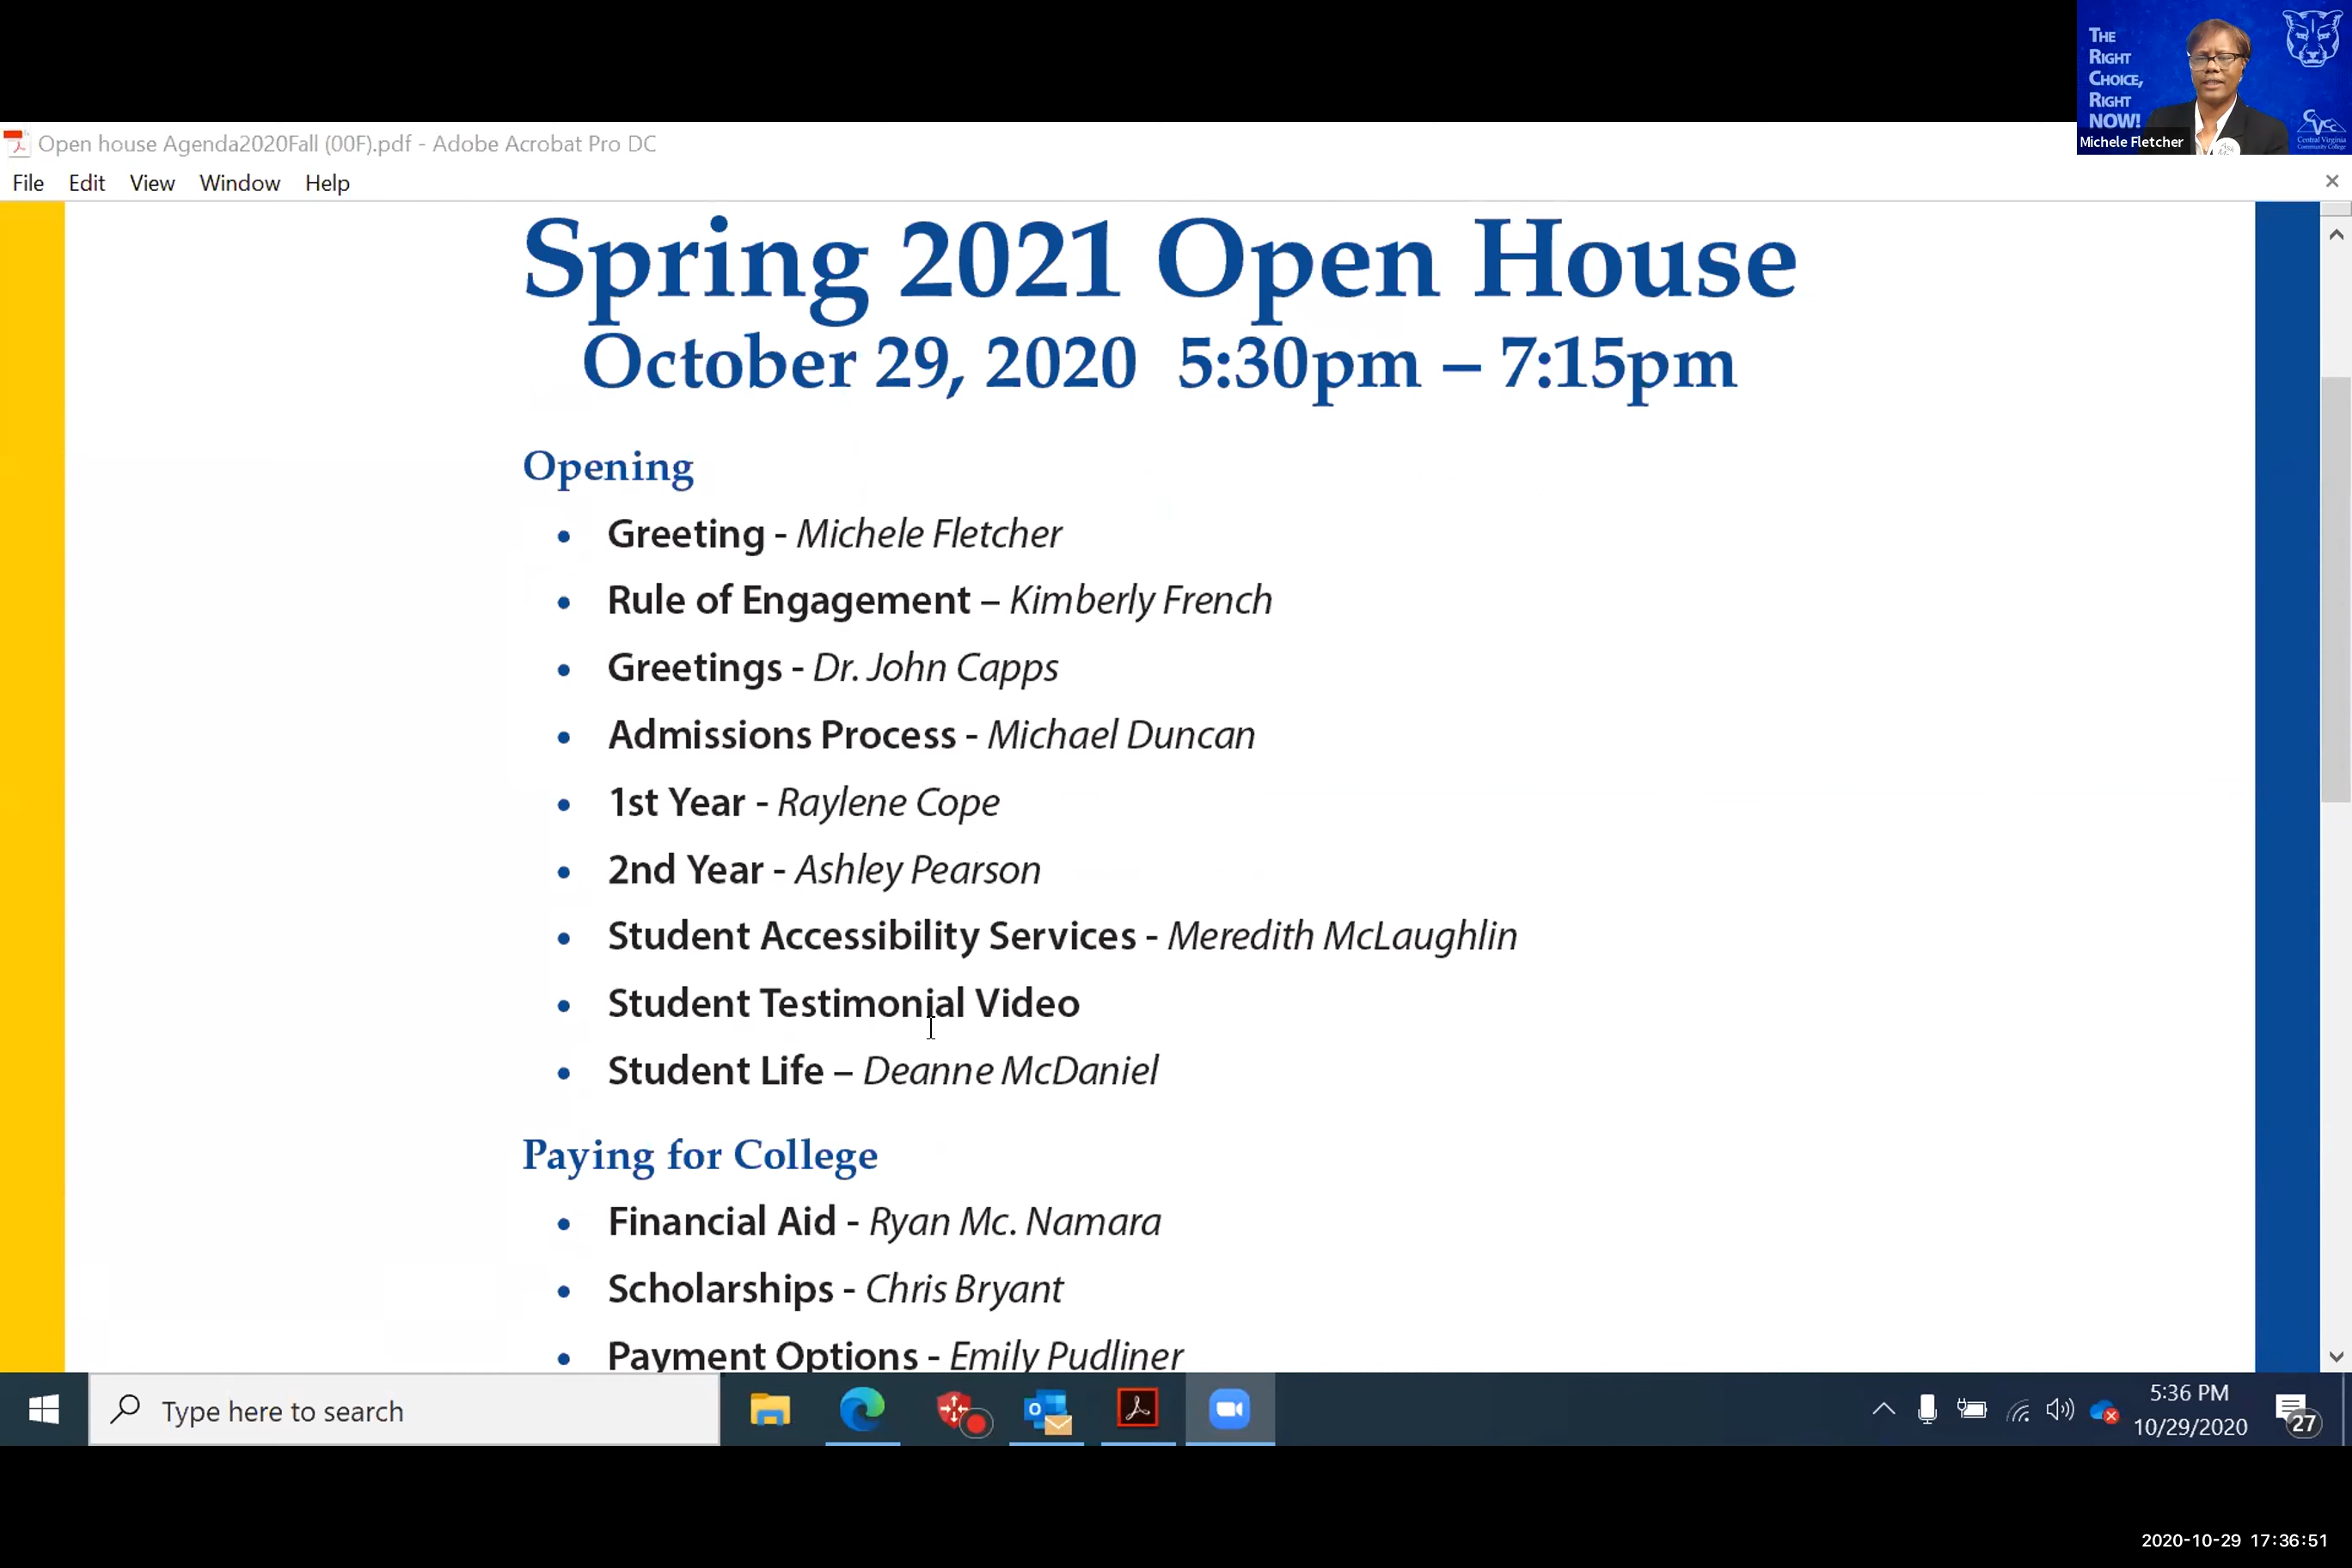 THE
RIGHT
CHOICE,
RIGHT
NOW!
CVCC
Central Virginia
Community College
Michele Fletcher
Open house Agenda2020Fall (00F).pdf - Adobe Acrobat Pro DC
File Edit View Window Help
Spring 2021 Open House
October 29, 2020 5:30pm – 7:15pm
Opening
• Greeting - Michele Fletcher
• Rule of Engagement – Kimberly French
• Greetings - Dr. John Capps
• Admissions Process - Michael Duncan
• 1st Year - Raylene Cope
• 2nd Year - Ashley Pearson
• Student Accessibility Services - Meredith McLaughlin
• Student Testimonial Video
• Student Life – Deanne McDaniel
Paying for College
• Financial Aid - Ryan Mc. Namara
• Scholarships - Chris Bryant
• Payment Options - Emily Pudliner
Type here to search
5:36 PM
10/29/2020
27
2020-10-29 17:36:51